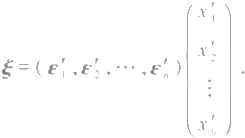 ξ = ( ε′₁ , ε′₂ , ⋯ , ε′ₙ ) ( x′₁
x′₂
⋮
x′ₙ ) .